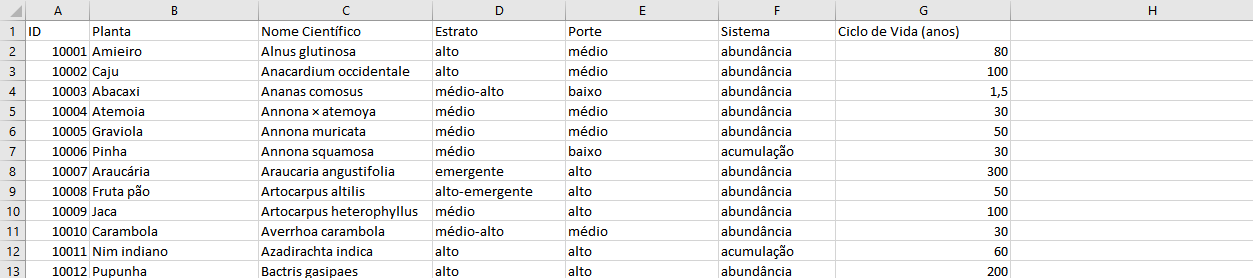 A B C D E F G H
1 ID Planta Nome Científico Estrato Porte Sistema Ciclo de Vida (anos)
2 10001 Amieiro Alnus glutinosa alto médio abundância 80
3 10002 Caju Anacardium occidentale alto médio abundância 100
4 10003 Abacaxi Ananas comosus médio-alto baixo abundância 1,5
5 10004 Atemoia Annona × atemoya médio médio abundância 30
6 10005 Graviola Annona muricata médio médio abundância 50
7 10006 Pinha Annona squamosa médio baixo acumulação 30
8 10007 Araucária Araucaria angustifolia emergente alto abundância 300
9 10008 Fruta pão Artocarpus altilis alto-emergente alto abundância 50
10 10009 Jaca Artocarpus heterophyllus médio alto abundância 100
11 10010 Carambola Averrhoa carambola médio-alto médio abundância 30
12 10011 Nim indiano Azadirachta indica alto alto acumulação 60
13 10012 Pupunha Bactris gasipaes alto alto abundância 200